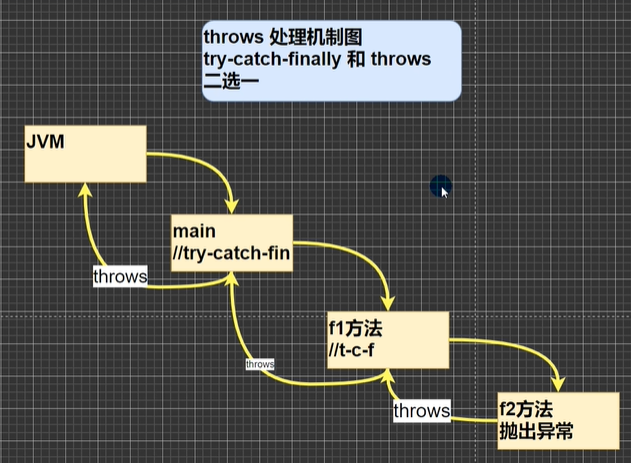 throws 处理机制图
try-catch-finally 和 throws
二选一
JVM
main
//try-catch-fin
throws
f1方法
//t-c-f
throws
throws
f2方法
抛出异常